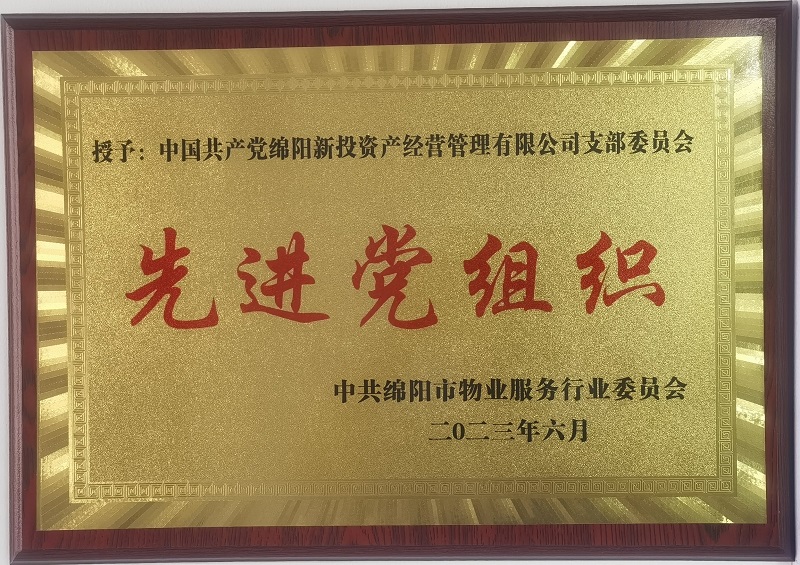 授予：中国共产党绵阳新投资产经营管理有限公司支部委员会
先进党组织
中共绵阳市物业服务行业委员会
二0二三年六月